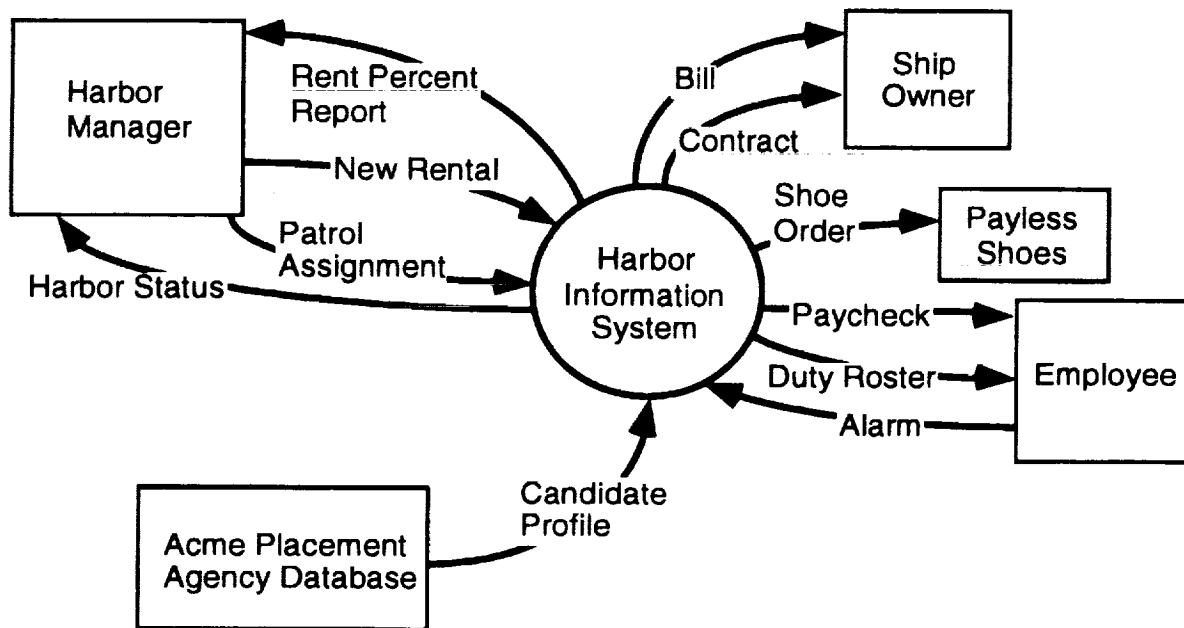 Harbor
Manager
Rent Percent
Report
New Rental
Patrol
Assignment
Harbor Status
Bill
Contract
Ship
Owner
Shoe
Order
Payless
Shoes
Harbor
Information
System
Paycheck
Duty Roster
Alarm
Employee
Candidate
Profile
Acme Placement
Agency Database